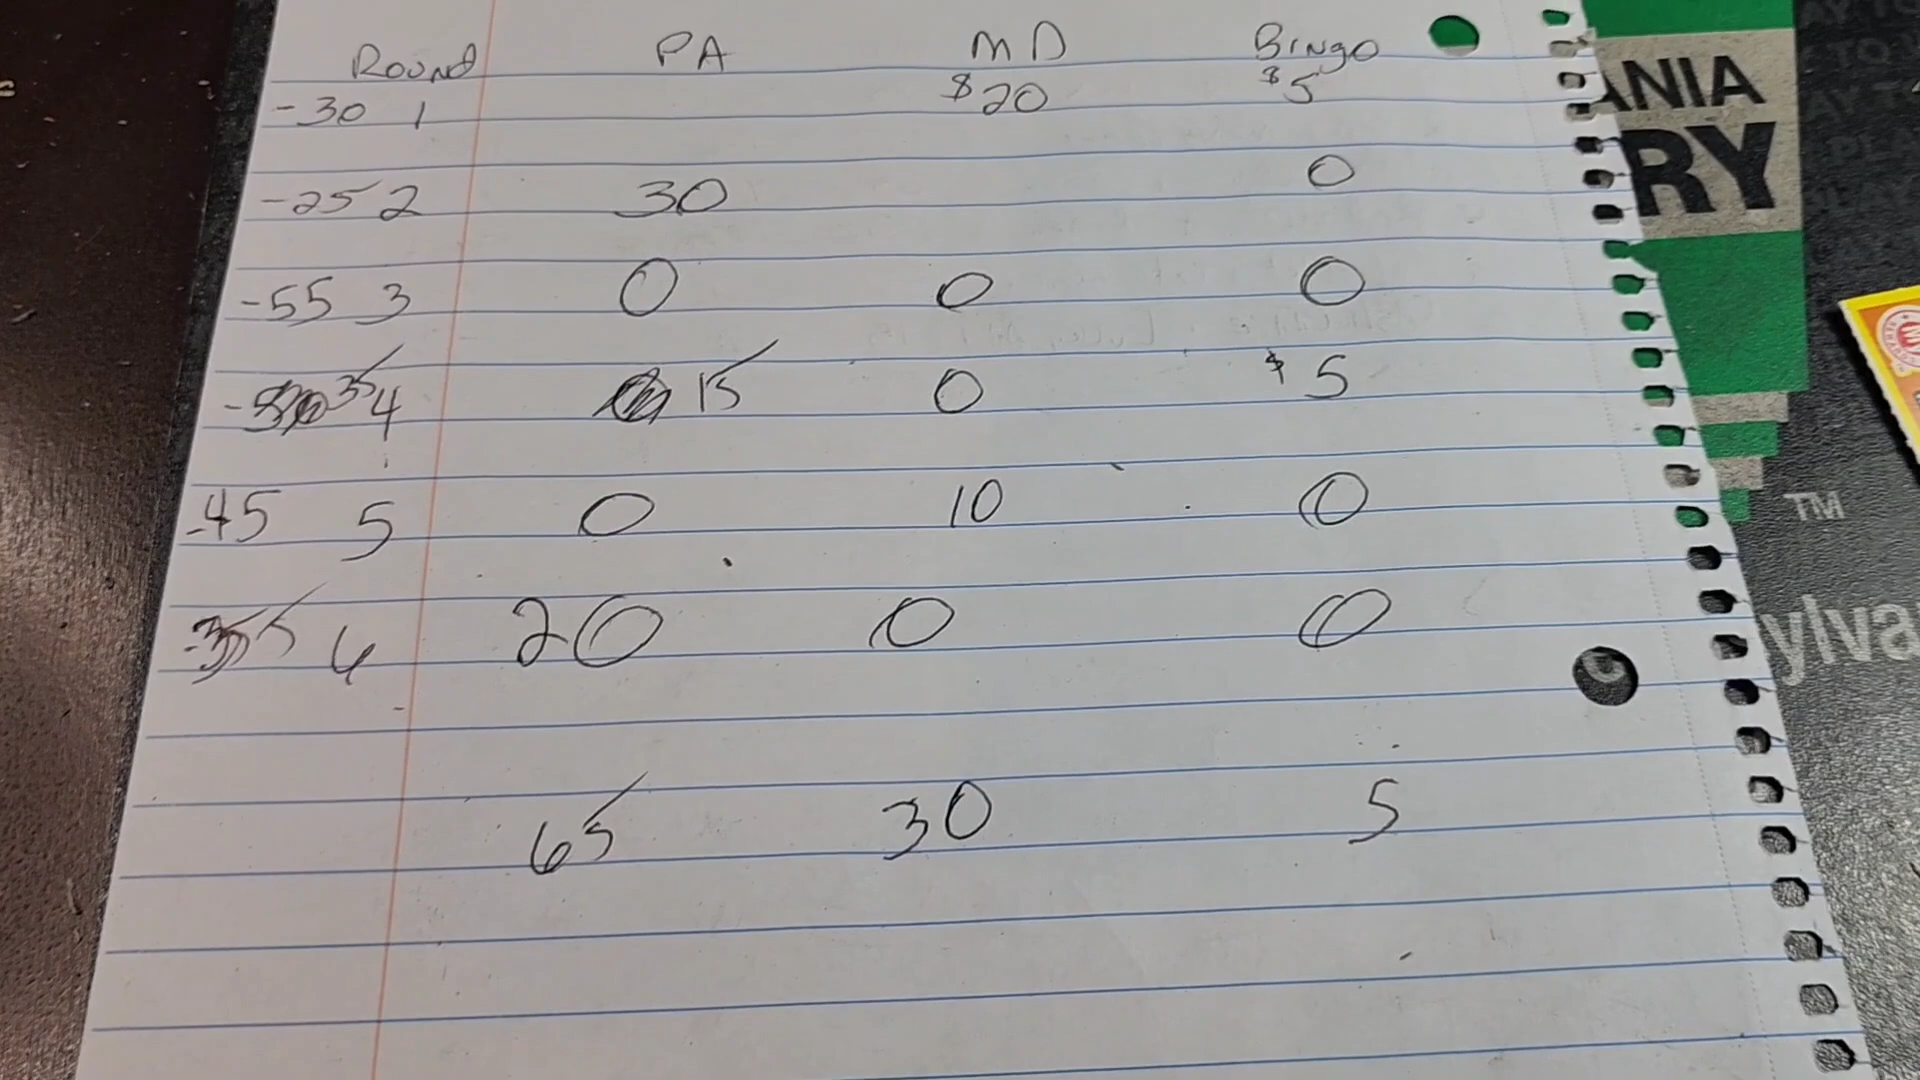 Round PA MD Bingo
-30 1 $20 $5
-25 2 30 0
-55 3 0 0 0
35 4 15 0 $5
-45 5 0 10 0
6 20 0 0
65 30 5
ANIA
RY
TM
ylva